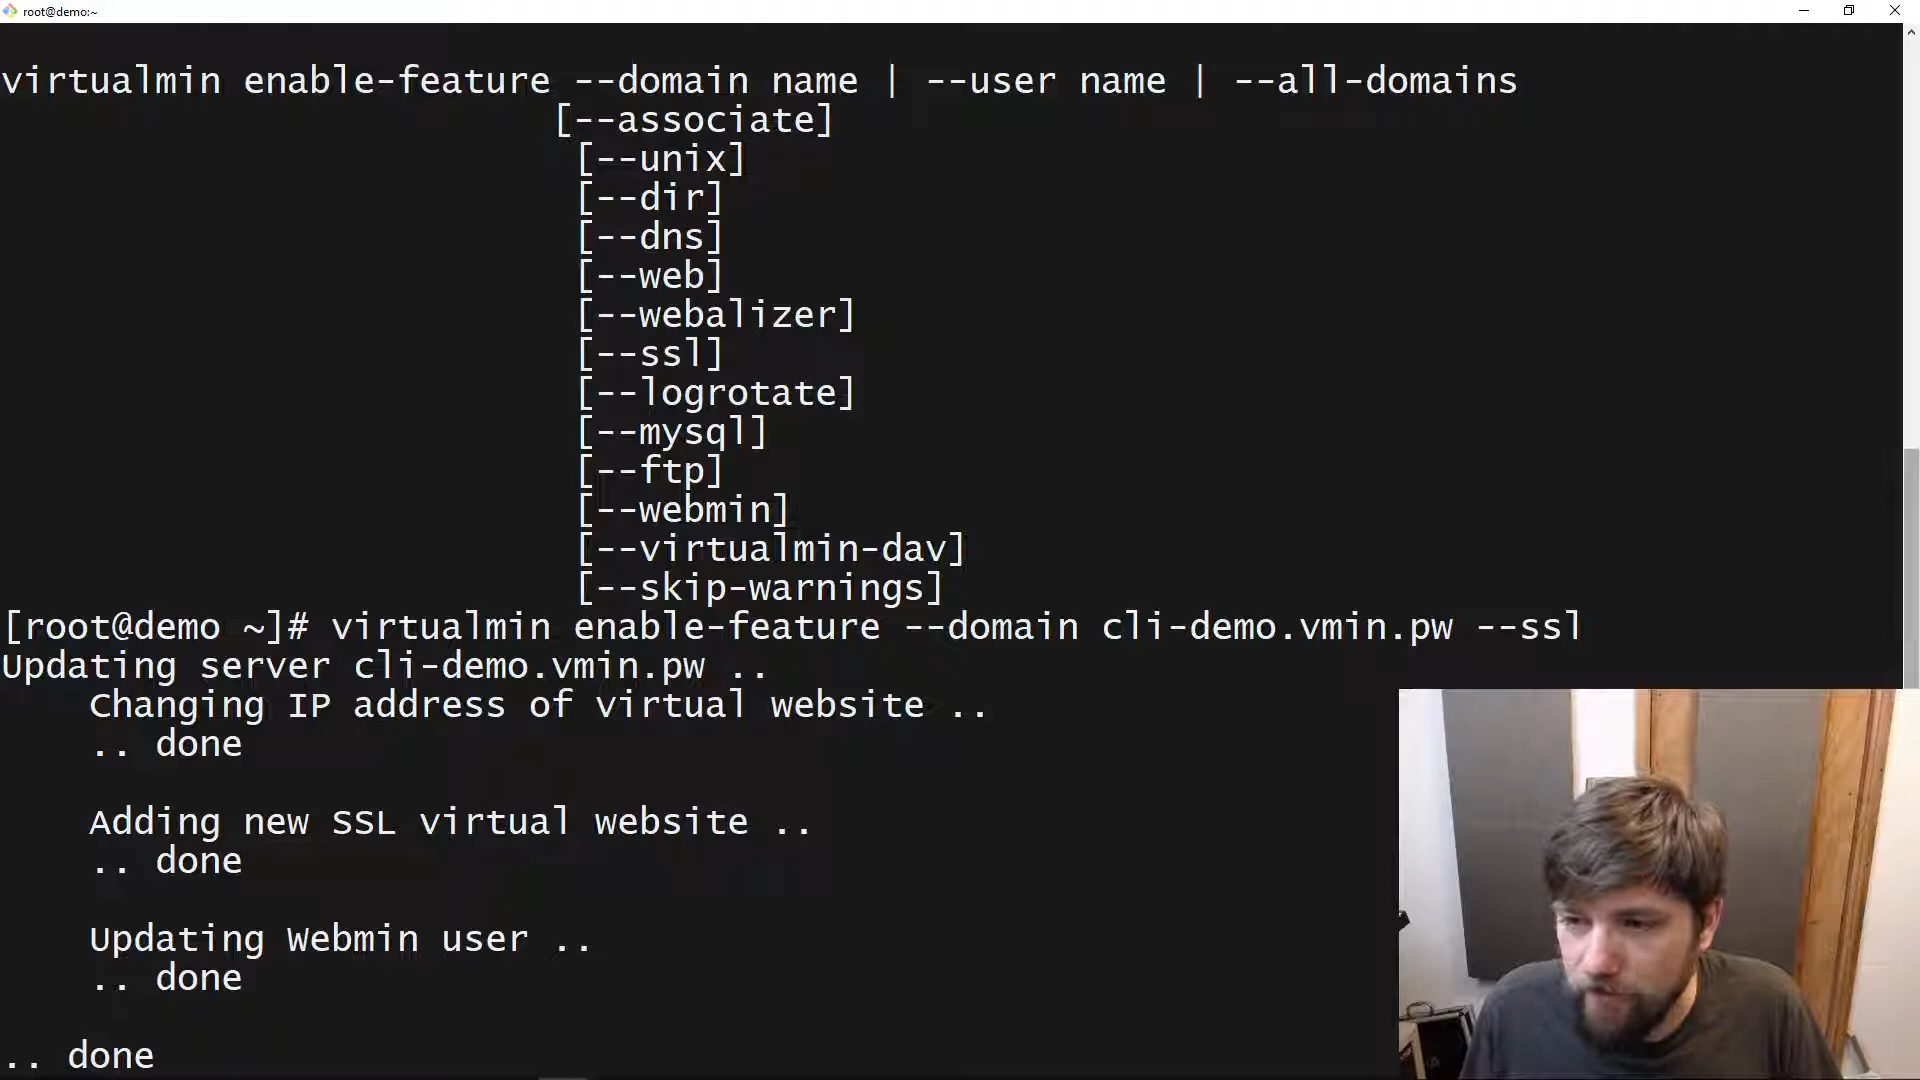 root@demo:~
virtualmin enable-feature --domain name | --user name | --all-domains
[--associate]
[--unix]
[--dir]
[--dns]
[--web]
[--webalizer]
[--ssl]
[--logrotate]
[--mysql]
[--ftp]
[--webmin]
[--virtualmin-dav]
[--skip-warnings]
[root@demo ~]# virtualmin enable-feature --domain cli-demo.vmin.pw --ssl
Updating server cli-demo.vmin.pw ..
Changing IP address of virtual website ..
.. done
Adding new SSL virtual website ..
.. done
Updating Webmin user ..
.. done
.. done